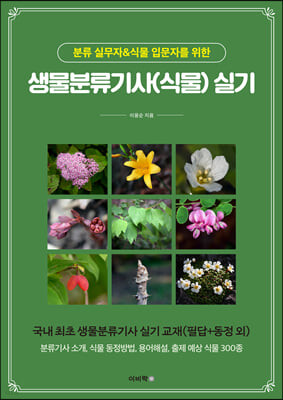 분류 실무자&식물 입문자를 위한
생물분류기사(식물) 실기
이용순 지음
국내 최초 생물분류기사 실기 교재(필답+동정 외)
분류기사 소개, 식물 동정방법, 용어해설, 출제 예상 식물 300종
이비락